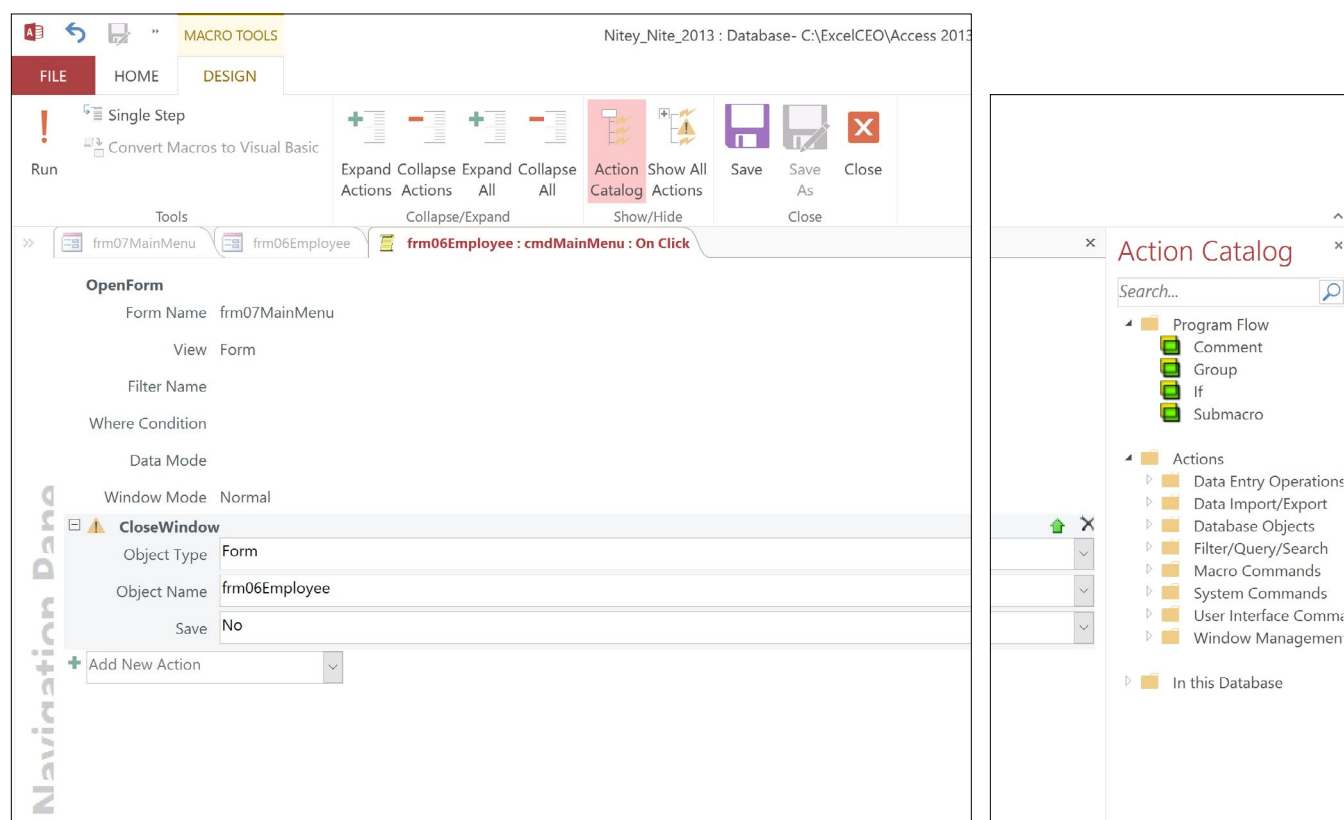 MACRO TOOLS
Nitey_Nite_2013 : Database- C:\ExcelCEO\Access 2013
FILE HOME DESIGN
Run
Single Step
Convert Macros to Visual Basic
Tools
Expand Actions
Collapse Actions
Expand All
Collapse All
Collapse/Expand
Action Catalog
Show All Actions
Show/Hide
Save
Save As
Close
Close
frm07MainMenu frm06Employee frm06Employee : cmdMainMenu : On Click
OpenForm
Form Name frm07MainMenu
View Form
Filter Name
Where Condition
Data Mode
Window Mode Normal
CloseWindow
Object Type Form
Object Name frm06Employee
Save No
Add New Action
Navigation Pane
Action Catalog
Search...
Program Flow
Comment
Group
If
Submacro
Actions
Data Entry Operations
Data Import/Export
Database Objects
Filter/Query/Search
Macro Commands
System Commands
User Interface Comma
Window Managemen
In this Database